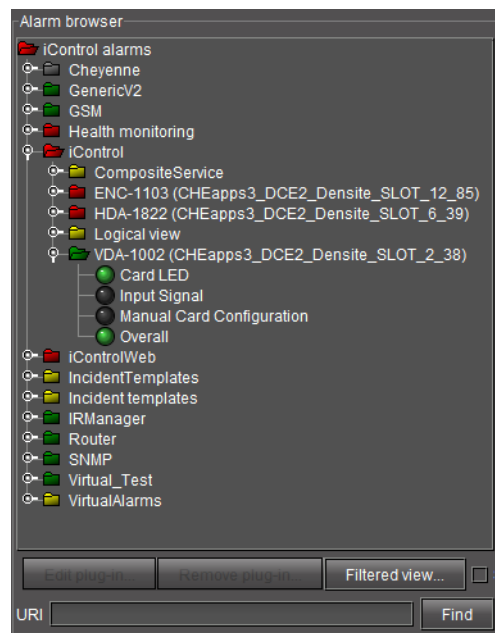 Alarm browser
iControl alarms
Cheyenne
GenericV2
GSM
Health monitoring
iControl
CompositeService
ENC-1103 (CHEapps3_DCE2_Densite_SLOT_12_85)
HDA-1822 (CHEapps3_DCE2_Densite_SLOT_6_39)
Logical view
VDA-1002 (CHEapps3_DCE2_Densite_SLOT_2_38)
Card LED
Input Signal
Manual Card Configuration
Overall
iControlWeb
IncidentTemplates
Incident templates
IRManager
Router
SNMP
Virtual_Test
VirtualAlarms
Edit plug-in... Remove plug-in... Filtered view...
URI Find